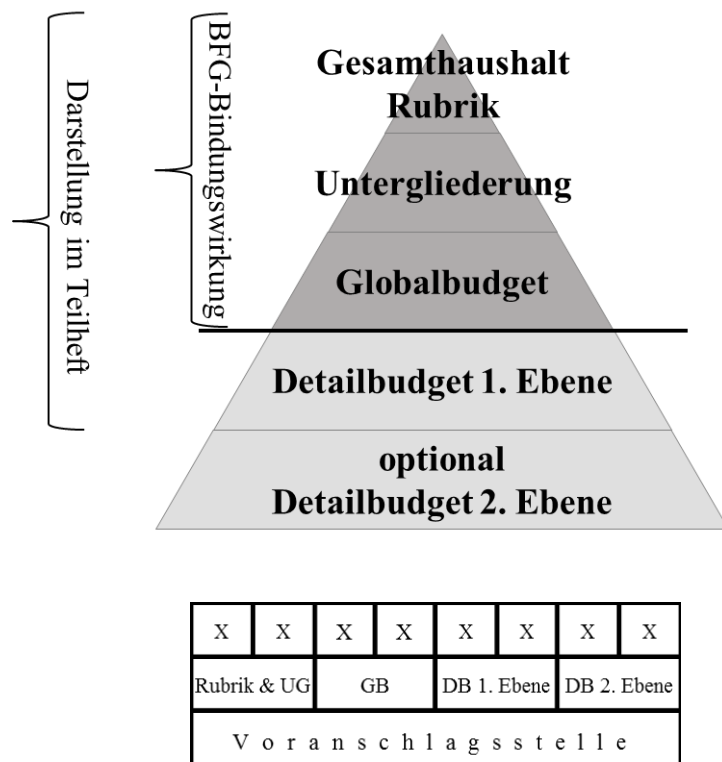 Darstellung im Teilheft
BFG-Bindungswirkung
Gesamthaushalt
Rubrik
Untergliederung
Globalbudget
Detailbudget 1. Ebene
optional
Detailbudget 2. Ebene
X X X X X X X X
Rubrik & UG GB DB 1. Ebene DB 2. Ebene
Voranschlagsstelle